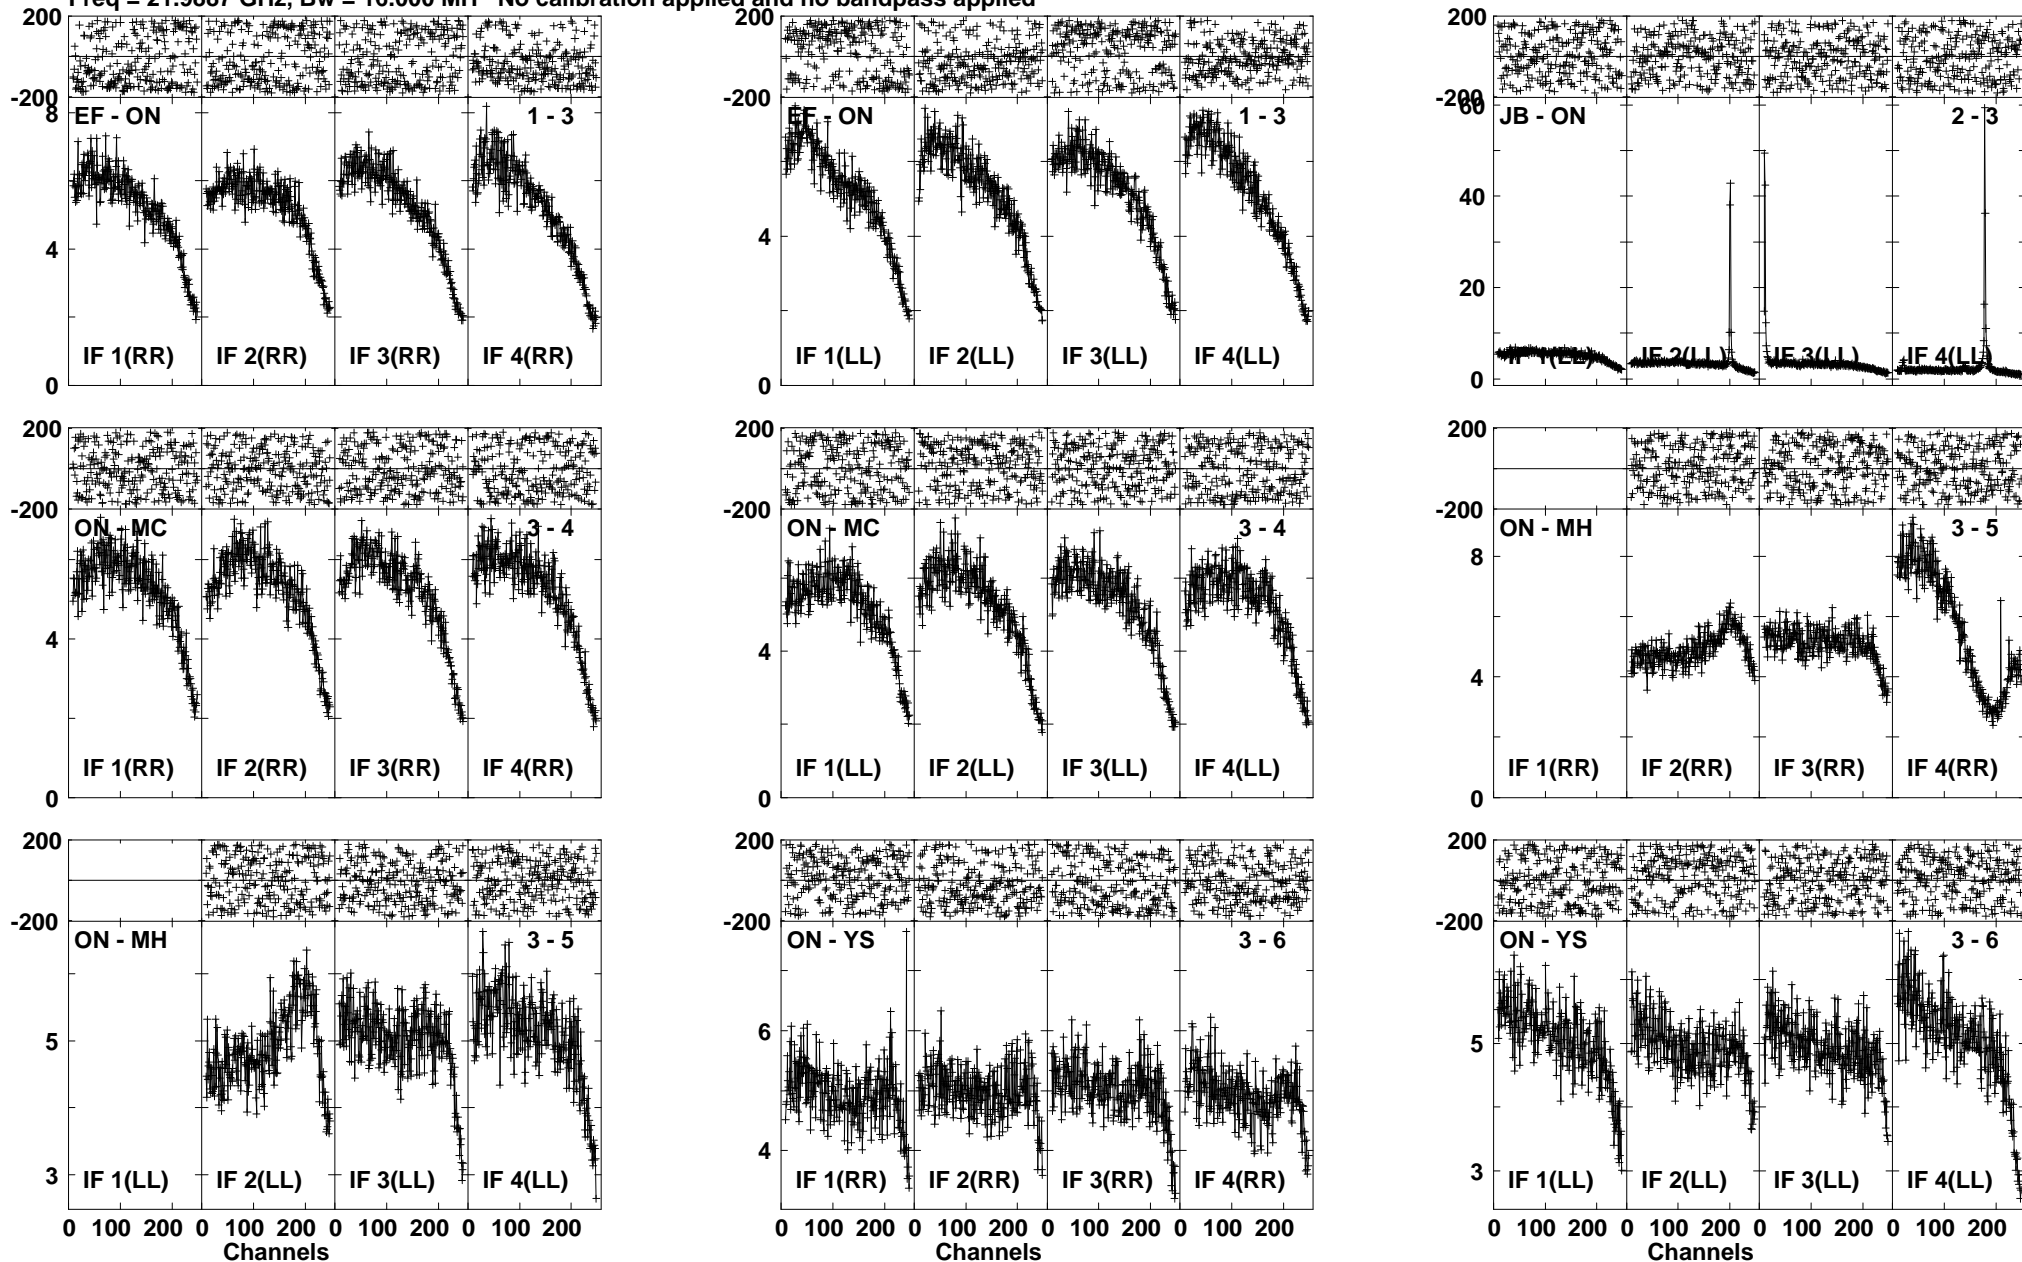 Freq = 21.9887 GHz, Bw = 16.000 MH  No calibration applied and no bandpass applied
200 200 200
-200 -200 -200
8 60
EF - ON 1 - 3 EF - ON 1 - 3 JB - ON 2 - 3
40
4 4
20
IF 1(RR) IF 2(RR) IF 3(RR) IF 4(RR) IF 1(LL) IF 2(LL) IF 3(LL) IF 4(LL) IF 1(LL) IF 2(LL) IF 3(LL) IF 4(LL)
0 0 0
200 200 200
-200 -200 -200
ON - MC 3 - 4 ON - MC 3 - 4 ON - MH 3 - 5
8
4 4 4
IF 1(RR) IF 2(RR) IF 3(RR) IF 4(RR) IF 1(LL) IF 2(LL) IF 3(LL) IF 4(LL) IF 1(RR) IF 2(RR) IF 3(RR) IF 4(RR)
0 0 0
200 200 200
-200 -200 -200
ON - MH 3 - 5 ON - YS 3 - 6 ON - YS 3 - 6
5 6 5
4
3 3
IF 1(LL) IF 2(LL) IF 3(LL) IF 4(LL) IF 1(RR) IF 2(RR) IF 3(RR) IF 4(RR) IF 1(LL) IF 2(LL) IF 3(LL) IF 4(LL)
0 100 200 0 100 200 0 100 200 0 100 200 0 100 200 0 100 200 0 100 200 0 100 200 0 100 200 0 100 200 0 100 200 0 100 200
Channels Channels Channels